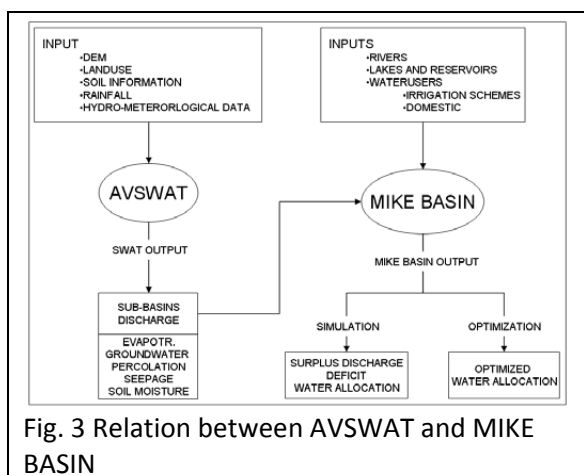 INPUT
•DEM
•LANDUSE
•SOIL INFORMATION
•RAINFALL
•HYDRO-METERORLOGICAL DATA
INPUTS
•RIVERS
•LAKES AND RESERVOIRS
•WATERUSERS
•IRRIGATION SCHEMES
•DOMESTIC
AVSWAT
MIKE BASIN
SWAT OUTPUT
MIKE BASIN OUTPUT
SUB-BASINS
DISCHARGE
EVAPOTR.
GROUNDWATER
PERCOLATION
SEEPAGE
SOIL MOISTURE
SIMULATION
OPTIMIZATION
SURPLUS DISCHARGE
DEFICIT
WATER ALLOCATION
OPTIMIZED
WATER ALLOCATION
Fig. 3 Relation between AVSWAT and MIKE
BASIN